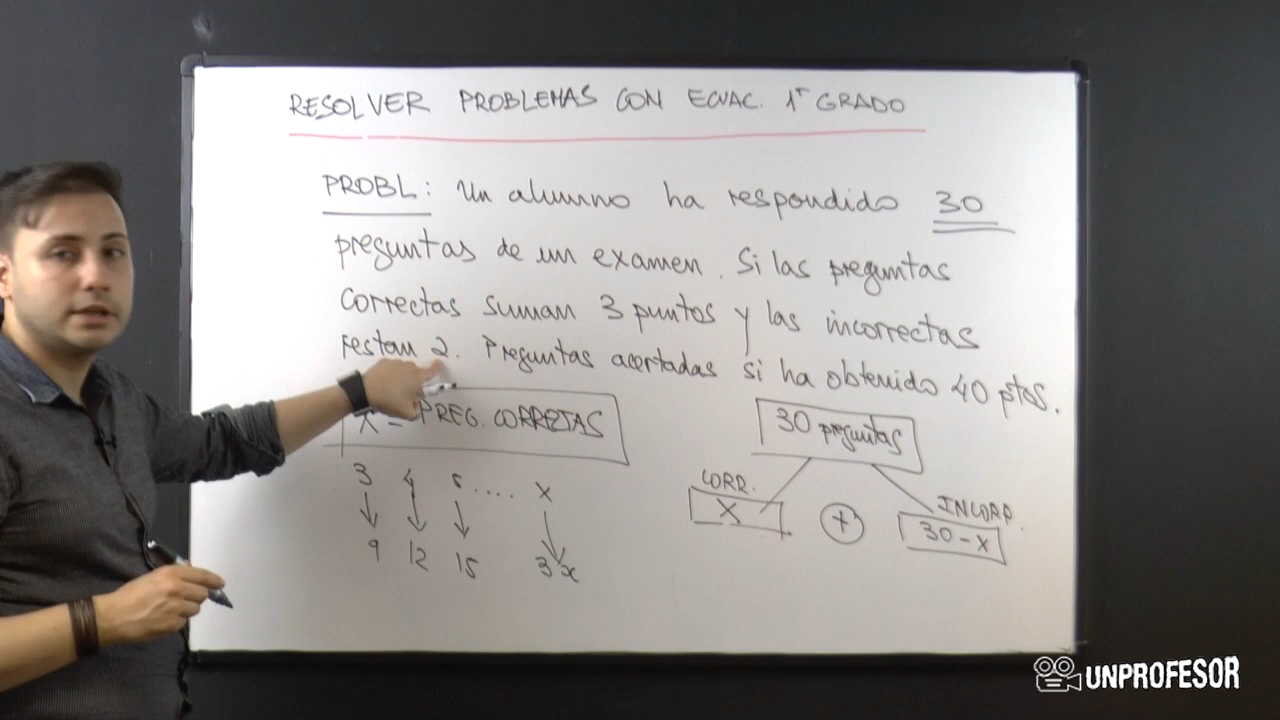 RESOLVER PROBLEMAS CON ECUAC. 1ᵉʳ GRADO
PROBL: Un alumno ha respondido 30
preguntas de un examen. Si las preguntas
correctas suman 3 puntos y las incorrectas
restan 2. Preguntas acertadas si ha obtenido 40 ptos.
X = PREG. CORRECTAS
30 preguntas
3 4 5 .... X
9 12 15 3x
CORR. INCORR.
X + 30-X
UNPROFESOR